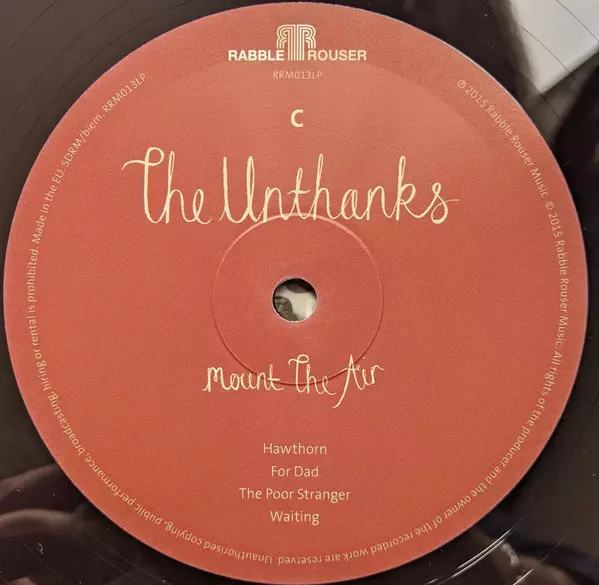 RABBLE ROUSER
RRM013LP
C
The Unthanks
Mount The Air
Hawthorn
For Dad
The Poor Stranger
Waiting
℗ 2015 Rabble Rouser Music © 2015 Rabble Rouser Music. All rights of the producer and the owner of the recorded work are reserved. Unauthorised copying, public performance, broadcasting, hiring or rental is prohibited. Made in the EU. SDRM/biem. RRM013LP